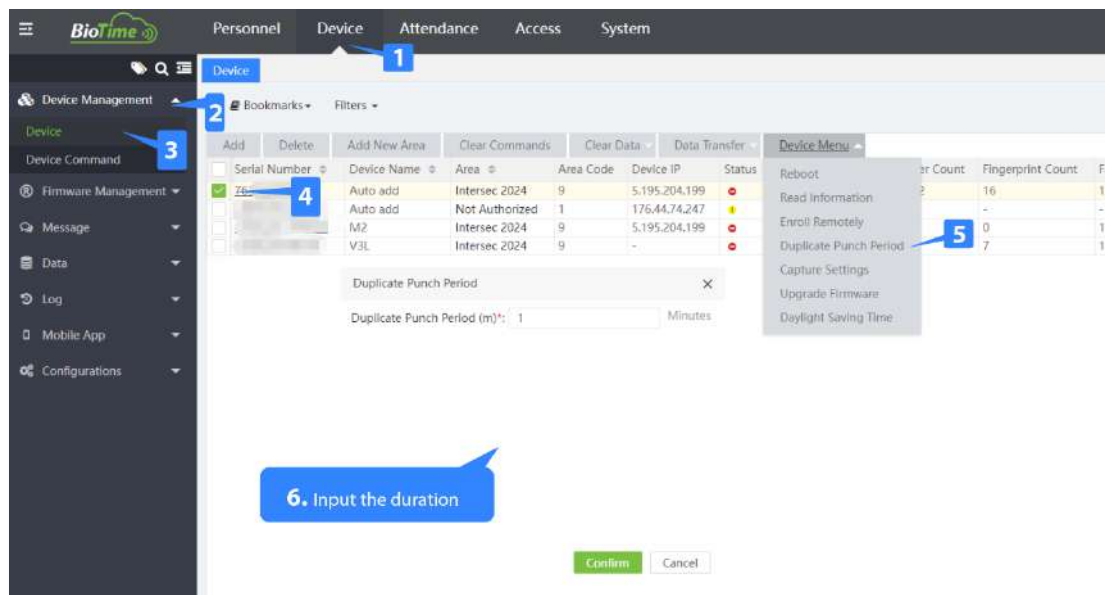 BioTime
Personnel Device Attendance Access System
1
Device
Device Management
2
Bookmarks Filters
Device
3
Device Command
Add Delete Add New Area Clear Commands Clear Data Data Transfer Device Menu
Serial Number Device Name Area Area Code Device IP Status Count Fingerprint Count
4
Auto add Intersec 2024 9 5.195.204.199 16
Auto add Not Authorized 1 176.44.74.247 - -
M2 Intersec 2024 9 5.195.204.199 0
V3L Intersec 2024 9 - 7
Reboot
Read Information
Enroll Remotely
Duplicate Punch Period
5
Capture Settings
Upgrade Firmware
Daylight Saving Time
Firmware Management
Message
Data
Log
Mobile App
Configurations
Duplicate Punch Period
Duplicate Punch Period (m)*: 1 Minutes
6. Input the duration
Confirm Cancel